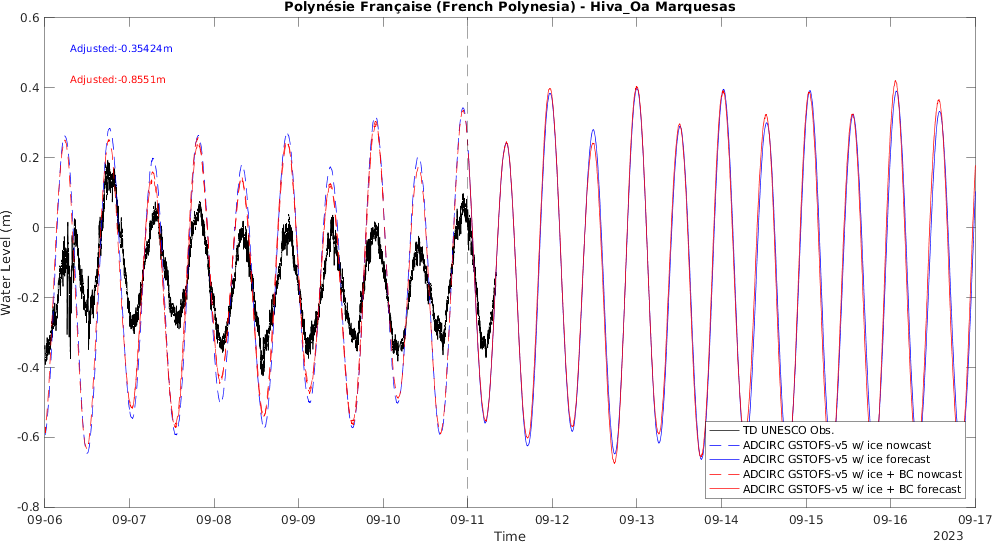 Polynésie Française (French Polynesia) - Hiva_Oa Marquesas
0.6
Adjusted:-0.35424m
0.4
Adjusted:-0.8551m
0.2
0
Water Level (m)
-0.2
-0.4
TD UNESCO Obs.
-0.6
ADCIRC GSTOFS-v5 w/ ice nowcast
ADCIRC GSTOFS-v5 w/ ice forecast
ADCIRC GSTOFS-v5 w/ ice + BC nowcast
ADCIRC GSTOFS-v5 w/ ice + BC forecast
-0.8
09-06 09-07 09-08 09-09 09-10 09-11 09-12 09-13 09-14 09-15 09-16 09-17
Time
2023